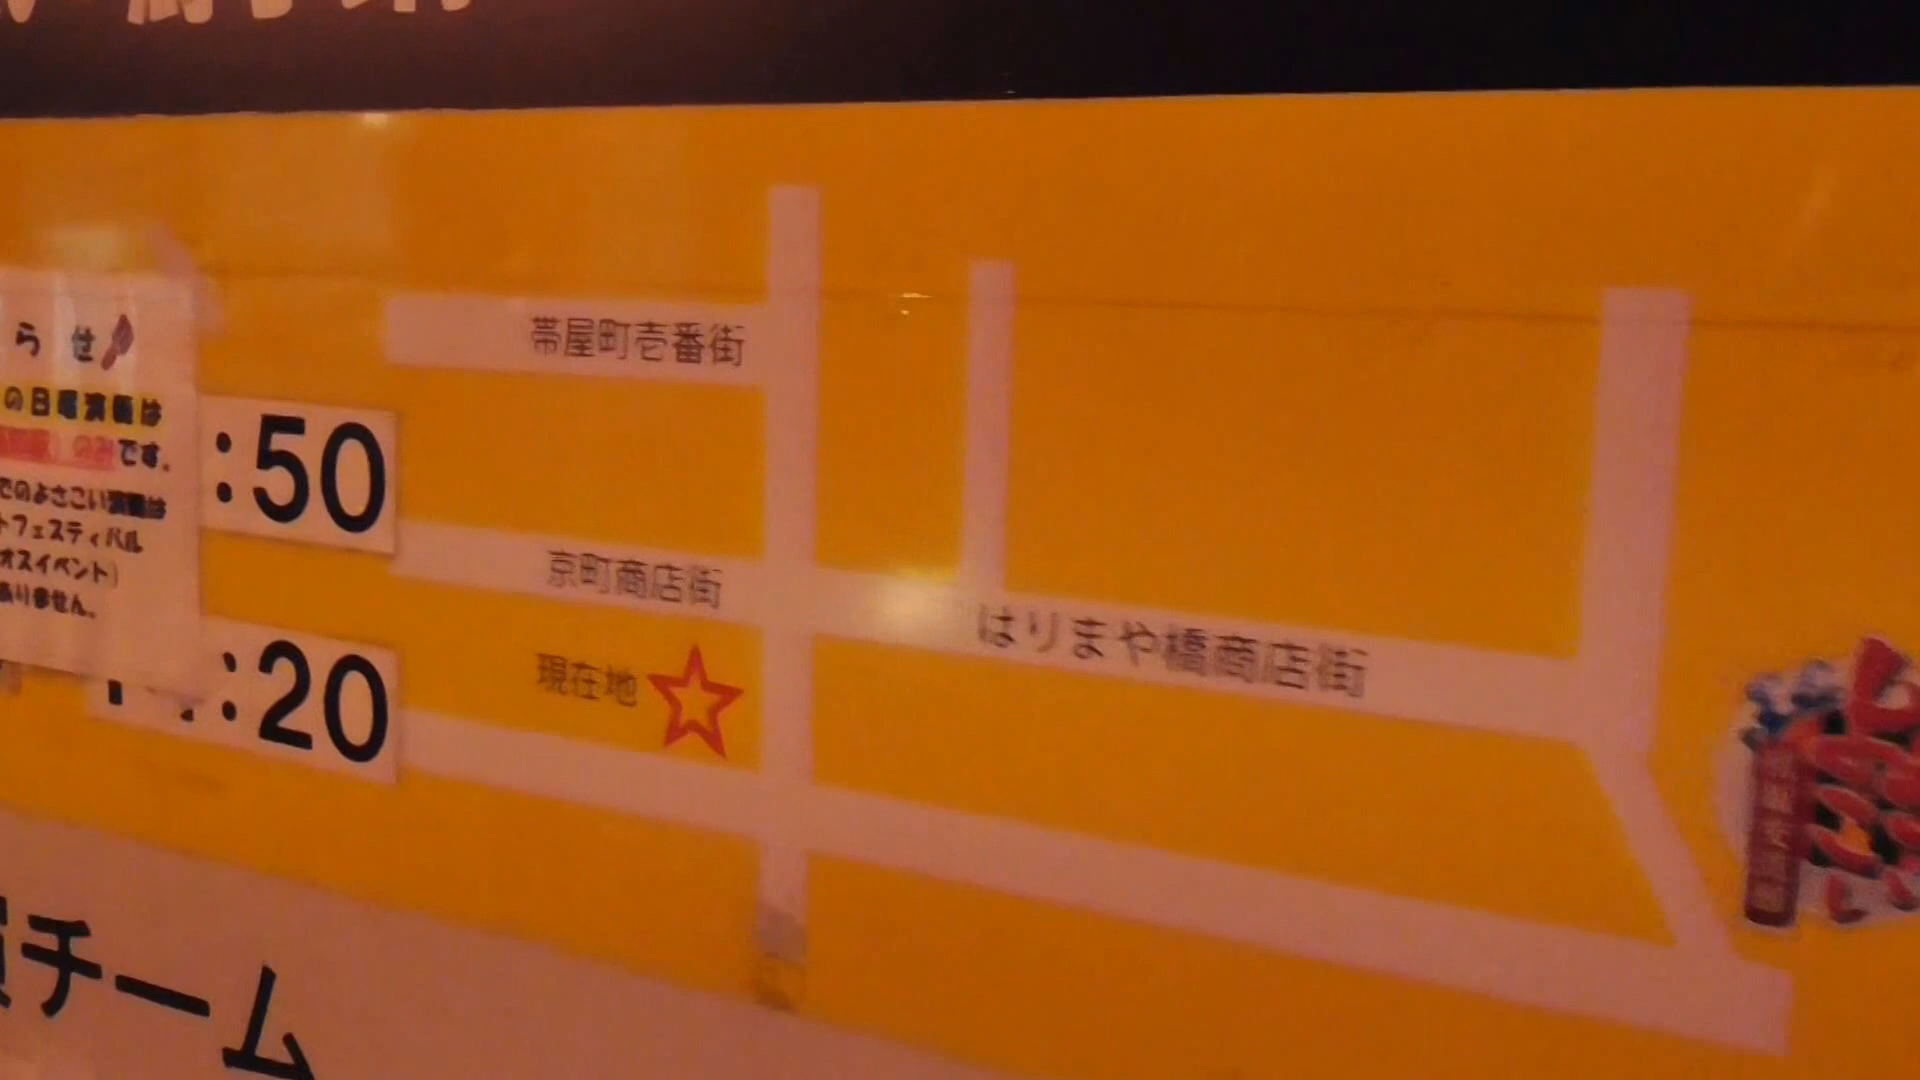 らせ
の日曜演舞は
です。
でのよさこい演舞は
トフェスティバル
オスイベント)
ありません。
:50
:20
帯屋町壱番街
京町商店街
はりまや橋商店街
現在地
チーム